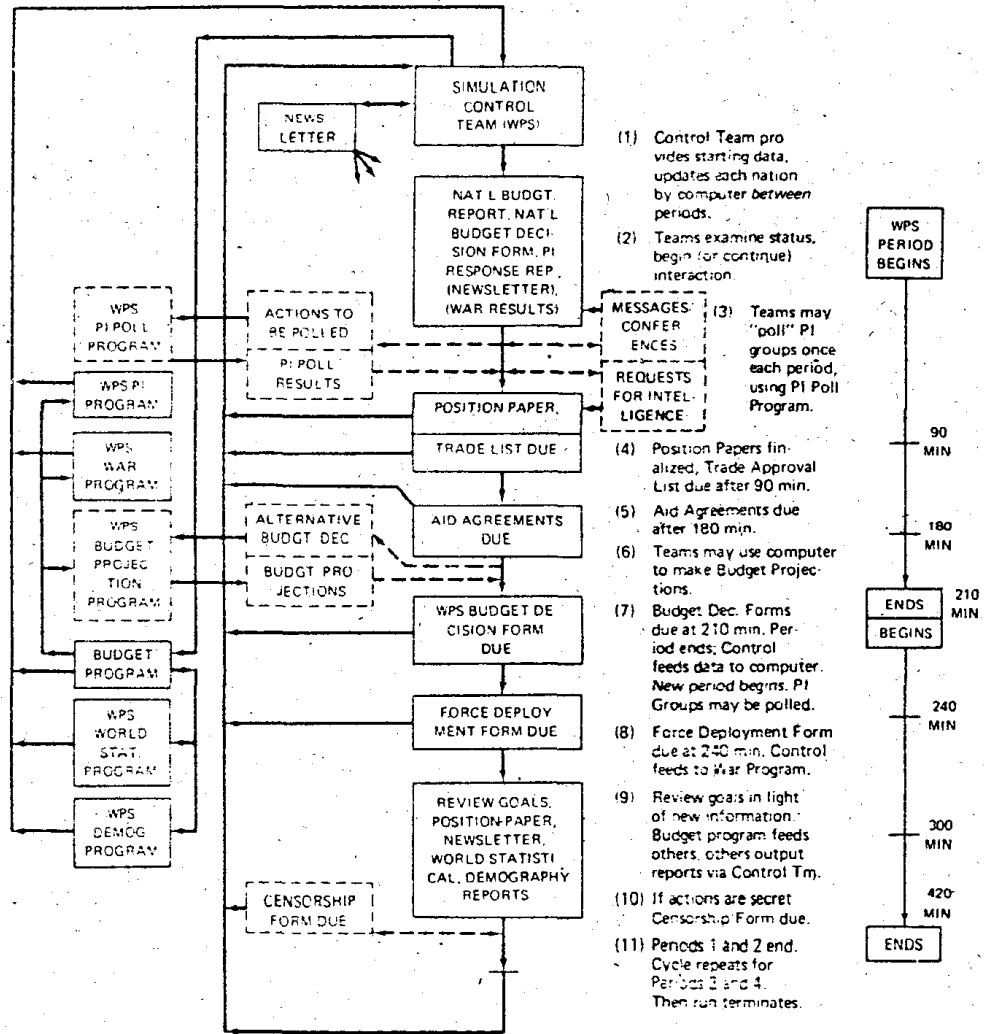 SIMULATION
CONTROL
TEAM (WPS)
NEWS
LETTER
NAT L BUDGT.
REPORT, NAT'L
BUDGET DECI-
SION FORM, PI
RESPONSE REP.,
(NEWSLETTER),
(WAR RESULTS)
WPS
PI POLL
PROGRAM
ACTIONS TO
BE POLLED
PI POLL
RESULTS
MESSAGES
CONFER
ENCES
REQUESTS
FOR INTEL-
LIGENCE
WPS PI
PROGRAM
POSITION PAPER,
TRADE LIST DUE
WPS
WAR
PROGRAM
AID AGREEMENTS
DUE
WPS
BUDGET
PROJEC-
TION
PROGRAM
ALTERNATIVE
BUDGT DEC
BUDGT PRO
JECTIONS
WPS BUDGET DE
CISION FORM
DUE
BUDGET
PROGRAM
FORCE DEPLOY
MENT FORM DUE
WPS
WORLD
STAT.
PROGRAM
WPS
DEMOG
PROGRAM
REVIEW GOALS,
POSITION-PAPER,
NEWSLETTER,
WORLD STATISTI
CAL, DEMOGRAPHY
REPORTS
CENSORSHIP
FORM DUE
(1) Control Team pro
vides starting data,
updates each nation
by computer between
periods.
(2) Teams examine status,
begin (or continue)
interaction.
(3) Teams may
"poll" PI
groups once
each period,
using PI Poll
Program.
(4) Position Papers fin-
alized, Trade Approval
List due after 90 min.
(5) Aid Agreements due
after 180 min.
(6) Teams may use computer
to make Budget Projec-
tions.
(7) Budget Dec. Forms
due at 210 min. Per-
iod ends; Control
feeds data to computer.
New period begins. PI
Groups may be polled.
(8) Force Deployment Form
due at 240 min. Control
feeds to War Program.
(9) Review goals in light
of new information.
Budget program feeds
others, others output
reports via Control Tm.
(10) If actions are secret
Censorship Form due.
(11) Periods 1 and 2 end.
Cycle repeats for
Periods 3 and 4.
Then run terminates.
WPS
PERIOD
BEGINS
90
MIN
180
MIN
ENDS
BEGINS
210
MIN.
240
MIN
300
MIN
420
MIN
ENDS